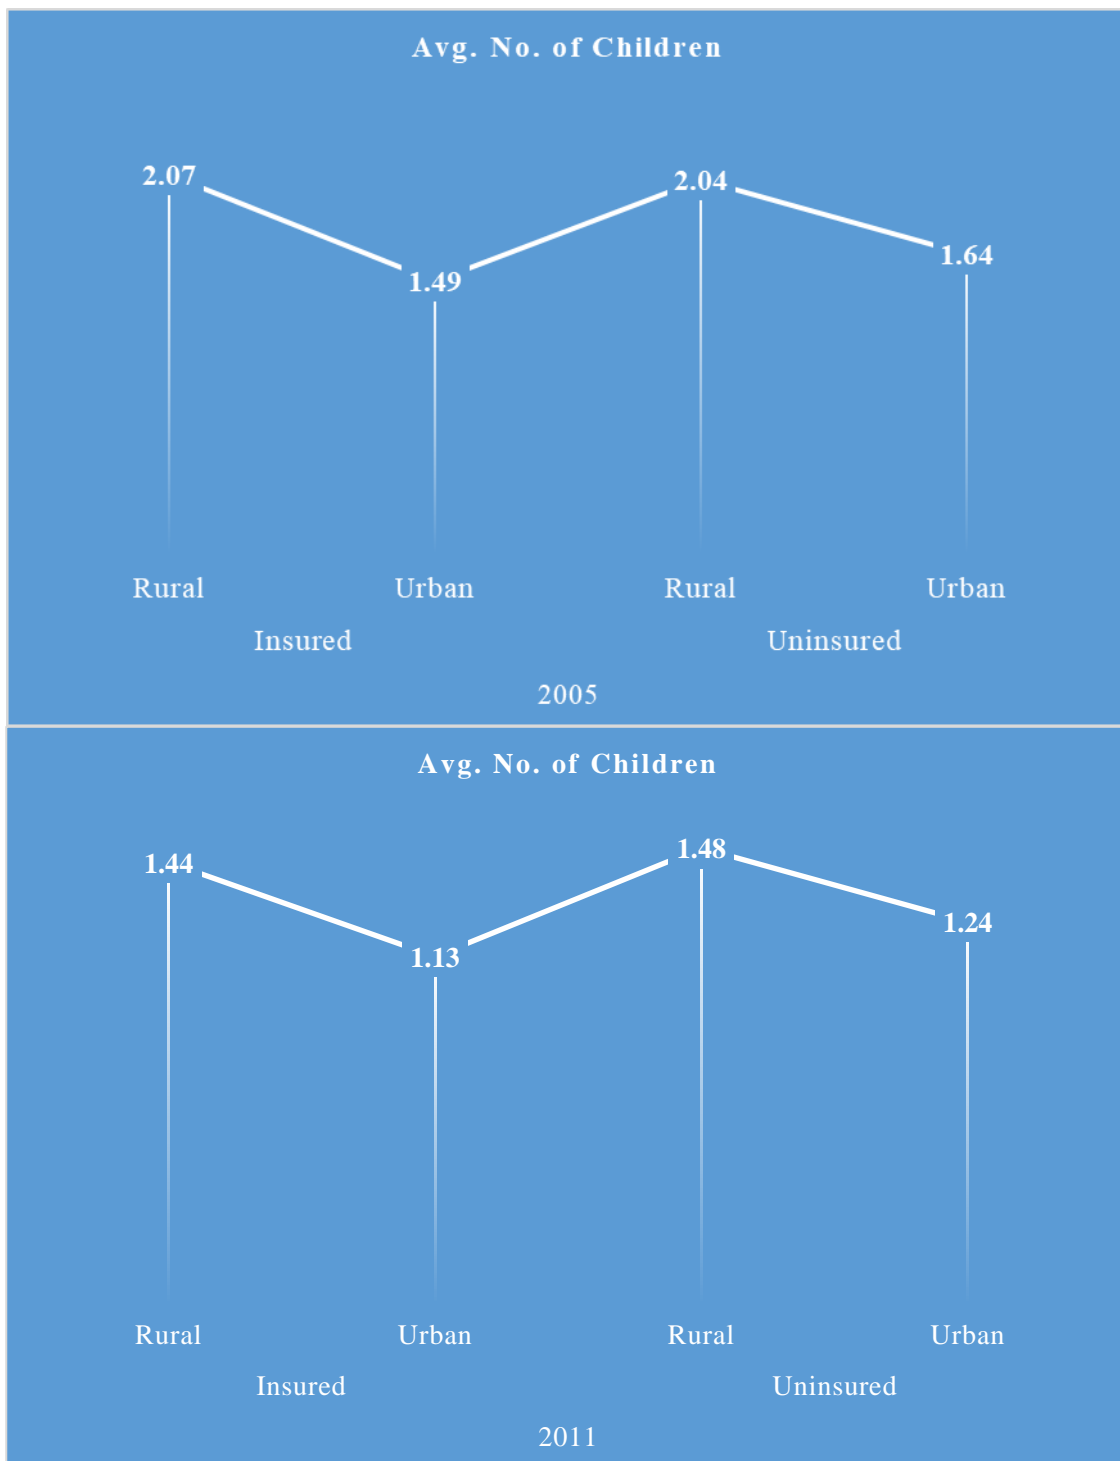 Avg. No. of Children
2.07
1.49
2.04
1.64
Rural Urban Rural Urban
Insured Uninsured
2005
Avg. No. of Children
1.44
1.13
1.48
1.24
Rural Urban Rural Urban
Insured Uninsured
2011